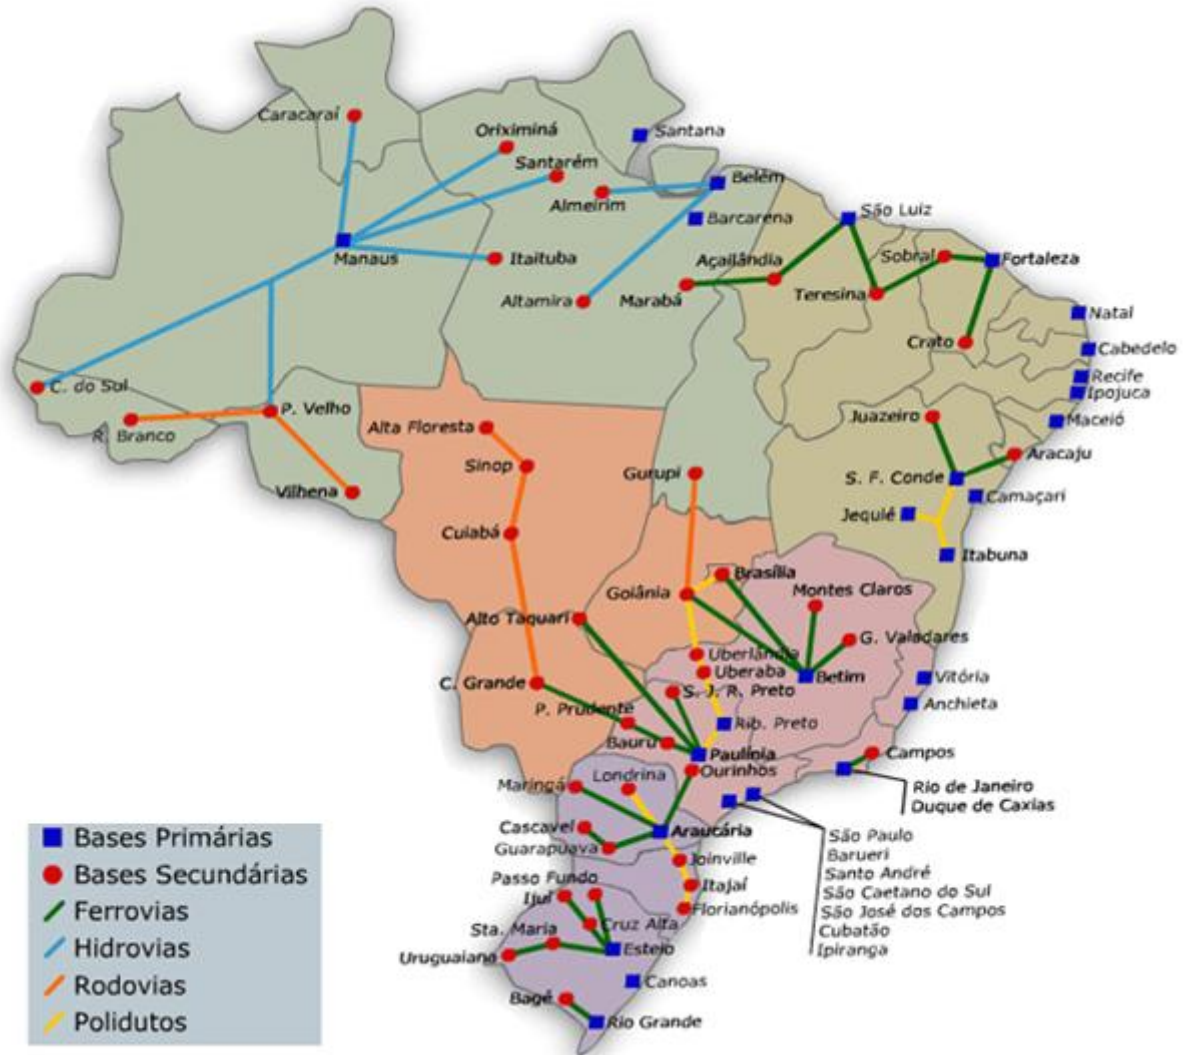 Caracaraí
Oriximiná
Santarém
Almeirim
Santana
Belém
Barcarena
São Luiz
Manaus
Itaituba
Altamira
Marabá
Açailândia
Teresina
Sobral
Fortaleza
Crato
Natal
Cabedelo
Recife
Ipojuca
Maceió
C. do Sul
R. Branco
P. Velho
Vilhena
Alta Floresta
Sinop
Cuiabá
Gurupi
Juazeiro
Aracaju
S. F. Conde
Camaçari
Jequié
Itabuna
Goiânia
Brasília
Montes Claros
Alto Taquari
G. Valadares
Uberlândia
Uberaba
Betim
Vitória
Anchieta
C. Grande
S. J. R. Preto
P. Prudente
Rib. Preto
Bauru
Paulínia
Campos
Ourinhos
Londrina
Maringá
Rio de Janeiro
Duque de Caxias
Cascavel
Araucária
Guarapuava
São Paulo
Barueri
Santo André
São Caetano do Sul
São José dos Campos
Cubatão
Ipiranga
Joinville
Itajaí
Florianópolis
Passo Fundo
Ijuí
Cruz Alta
Sta. Maria
Esteio
Uruguaiana
Canoas
Bagé
Rio Grande
Bases Primárias
Bases Secundárias
Ferrovias
Hidrovias
Rodovias
Polidutos